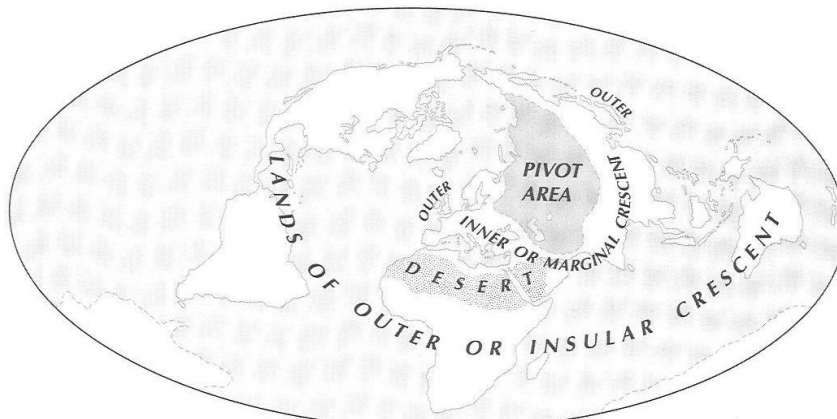 OUTER
PIVOT
AREA
OUTER
INNER OR MARGINAL CRESCENT
DESERT
LANDS OF OUTER OR INSULAR CRESCENT